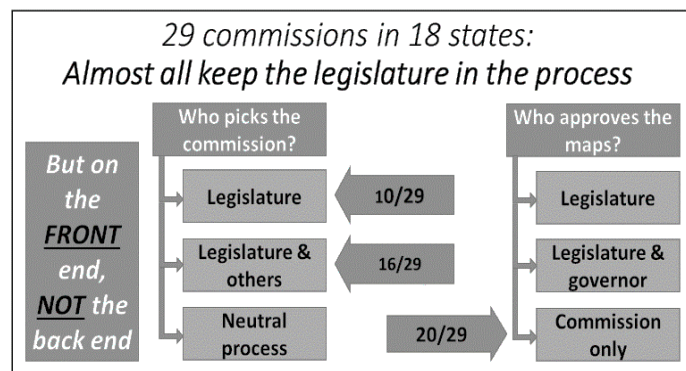 29 commissions in 18 states:
Almost all keep the legislature in the process
But on
the
FRONT
end,
NOT the
back end
Who picks the
commission?
Legislature
Legislature &
others
Neutral
process
10/29
16/29
20/29
Who approves the
maps?
Legislature
Legislature &
governor
Commission
only